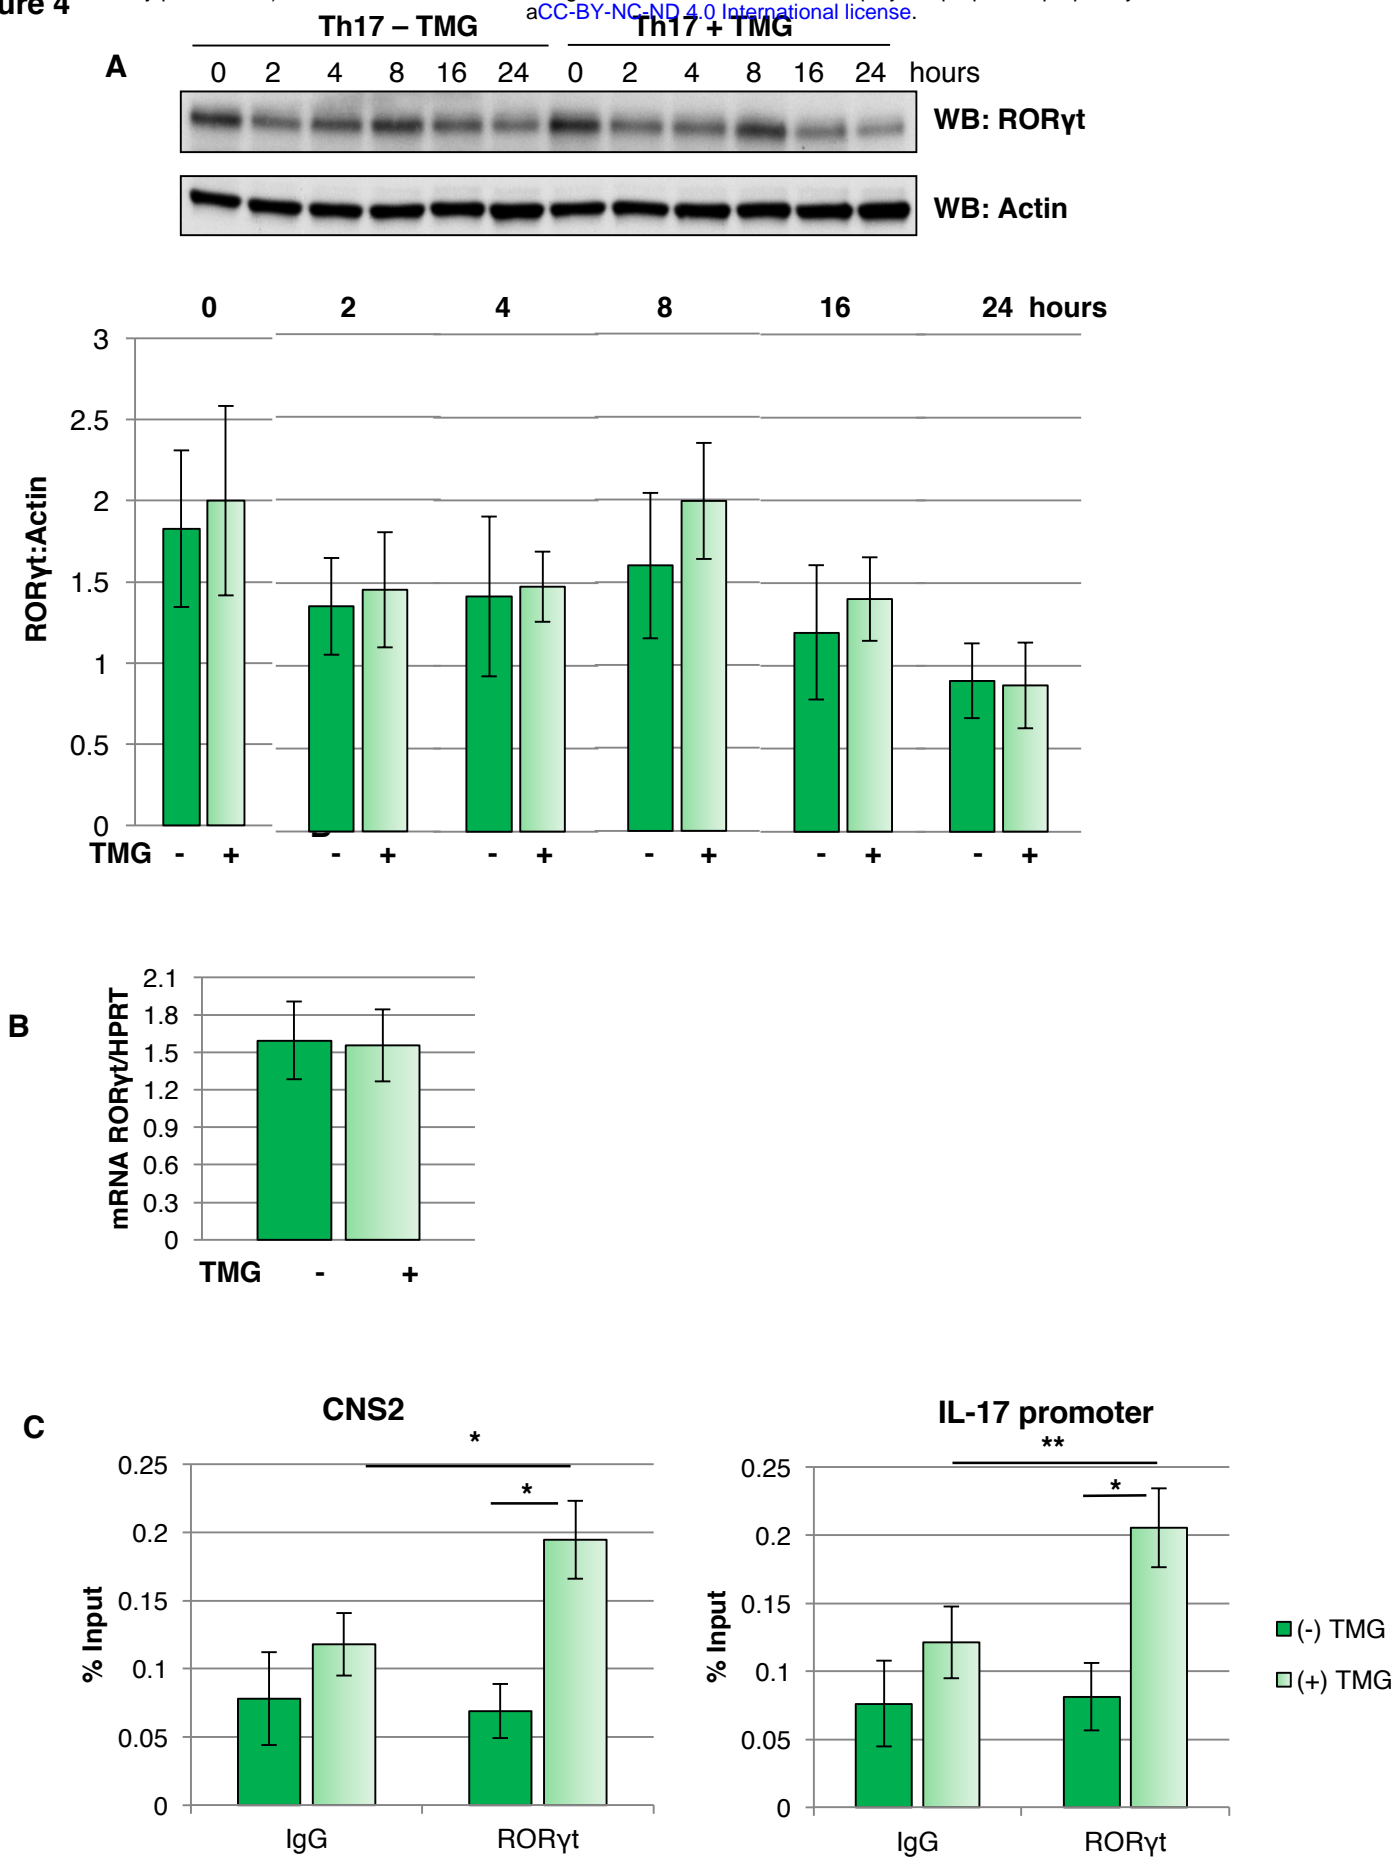 ure 4
aCC-BY-NC-ND 4.0 International license.
Th17 – TMG Th17 + TMG
A 0 2 4 8 16 24 0 2 4 8 16 24 hours
WB: RORγt
WB: Actin
0 2 4 8 16 24 hours
3
2.5
2
1.5
1
0.5
0
RORγt:Actin
TMG - + - + - + - + - + - +
B
2.1
1.8
1.5
1.2
0.9
0.6
0.3
0
mRNA RORγt/HPRT
TMG - +
C
CNS2
*
*
0.25
0.2
0.15
0.1
0.05
0
% Input
IgG RORγt
IL-17 promoter
**
*
0.25
0.2
0.15
0.1
0.05
0
% Input
IgG RORγt
(-) TMG
(+) TMG